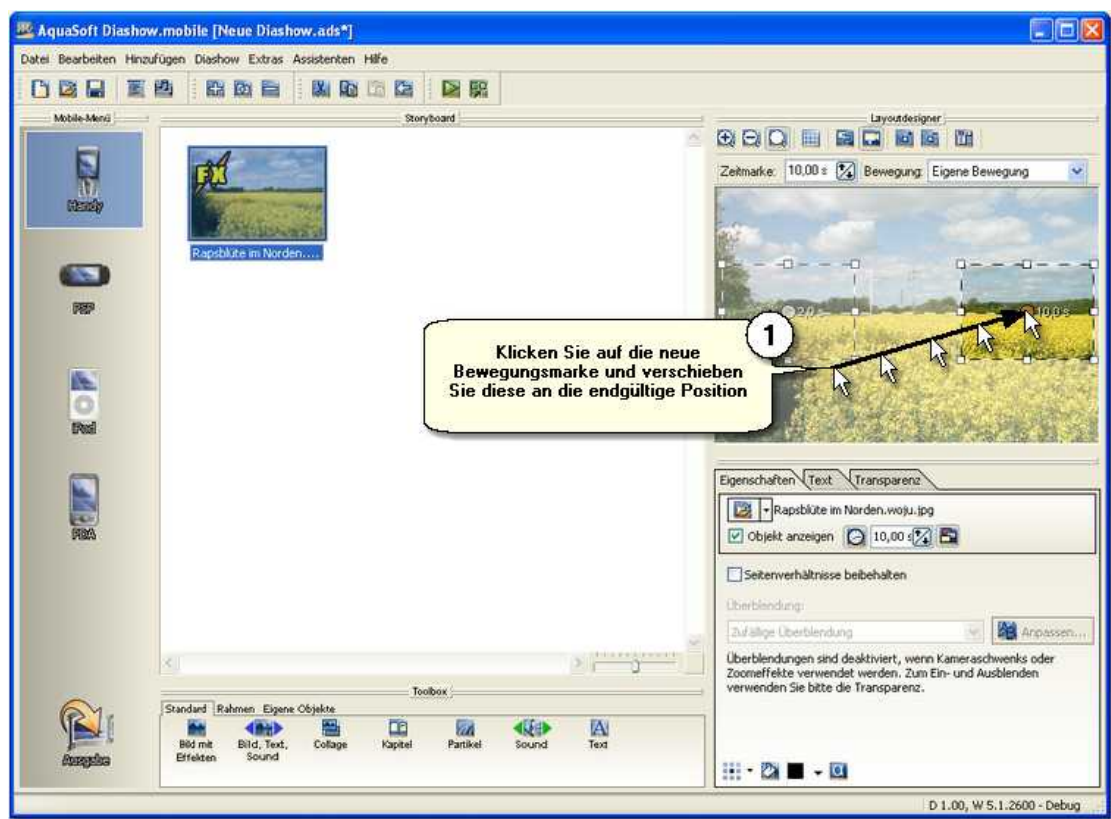 AquaSoft Diashow.mobile [Neue Diashow.ads*]
Datei Bearbeiten Hinzufügen Diashow Extras Assistenten Hilfe
Mobile-Menü
Storyboard
Layoutdesigner
Zeitmarke: 10,00 s Bewegung: Eigene Bewegung
FX
Handy
Rapsblüte im Norden....
PSP
2,0 s
10,0 s
1
Klicken Sie auf die neue
Bewegungsmarke und verschieben
Sie diese an die endgültige Position
iPod
PDA
Eigenschaften Text Transparenz
Rapsblüte im Norden.woju.jpg
Objekt anzeigen 10,00 s
Seitenverhältnisse beibehalten
Überblendung:
Zufällige Überblendung Anpassen...
Überblendungen sind deaktiviert, wenn Kameraschwenks oder
Zoomeffekte verwendet werden. Zum Ein- und Ausblenden
verwenden Sie bitte die Transparenz.
Toolbox
Standard Rahmen Eigene Objekte
Bild mit Effekten
Bild, Text, Sound
Collage
Kapitel
Partikel
Sound
Text
Ausgabe
D 1.00, W 5.1.2600 - Debug